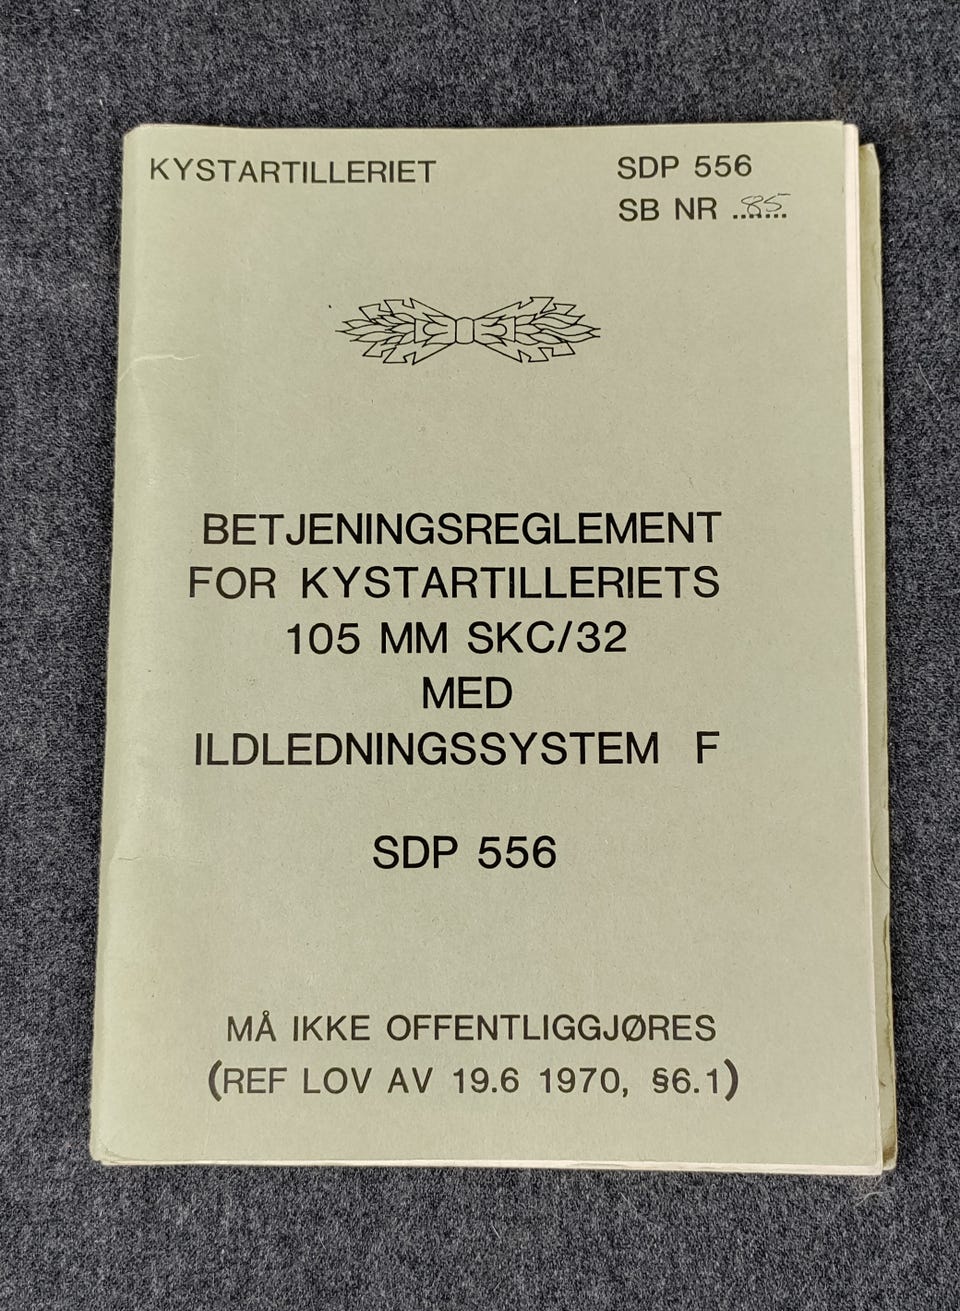 KYSTARTILLERIET
SDP 556
SB NR ....85....
BETJENINGSREGLEMENT
FOR KYSTARTILLERIETS
105 MM SKC/32
MED
ILDLEDNINGSSYSTEM F
SDP 556
MÅ IKKE OFFENTLIGGJØRES
(REF LOV AV 19.6 1970, §6.1)